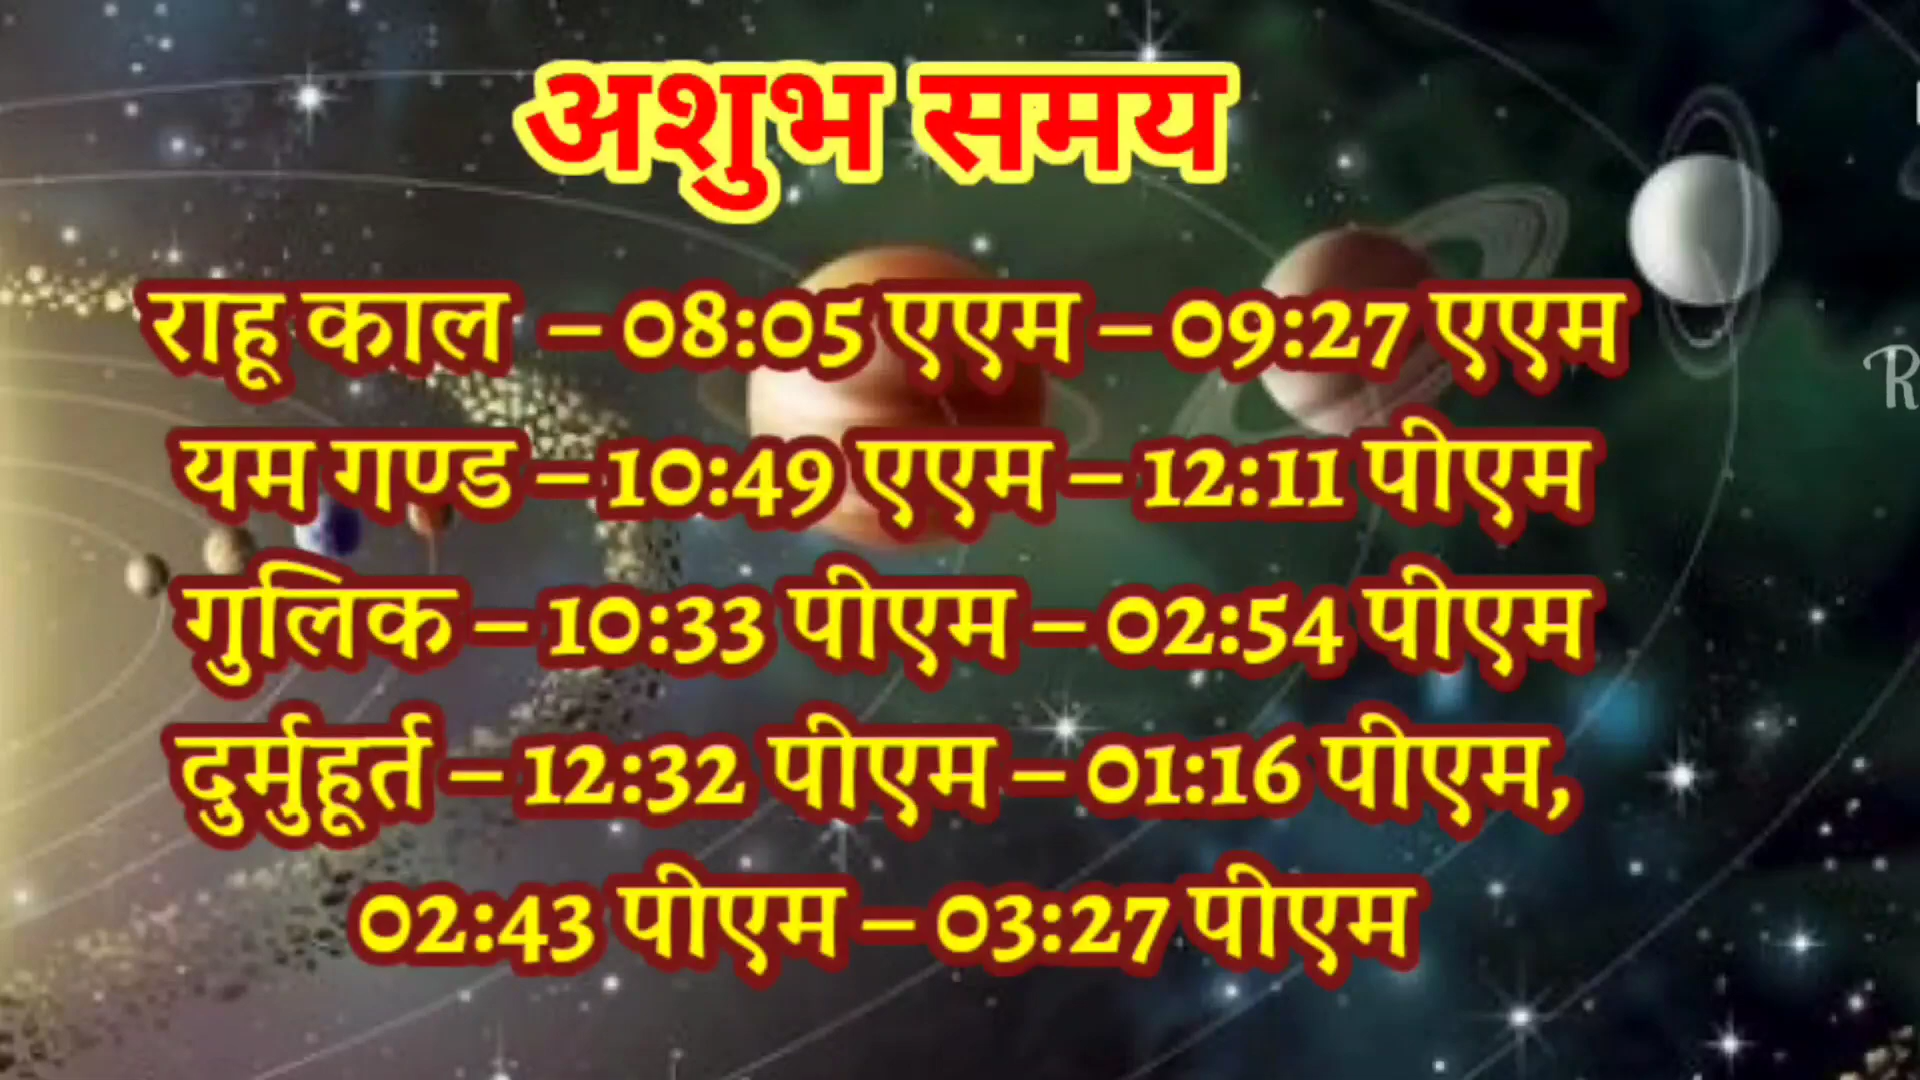 अशुभ समय
राहू काल – 08:05 एएम – 09:27 एएम
यम गण्ड – 10:49 एएम – 12:11 पीएम
गुलिक – 10:33 पीएम – 02:54 पीएम
दुर्मुहूर्त – 12:32 पीएम – 01:16 पीएम,
02:43 पीएम – 03:27 पीएम